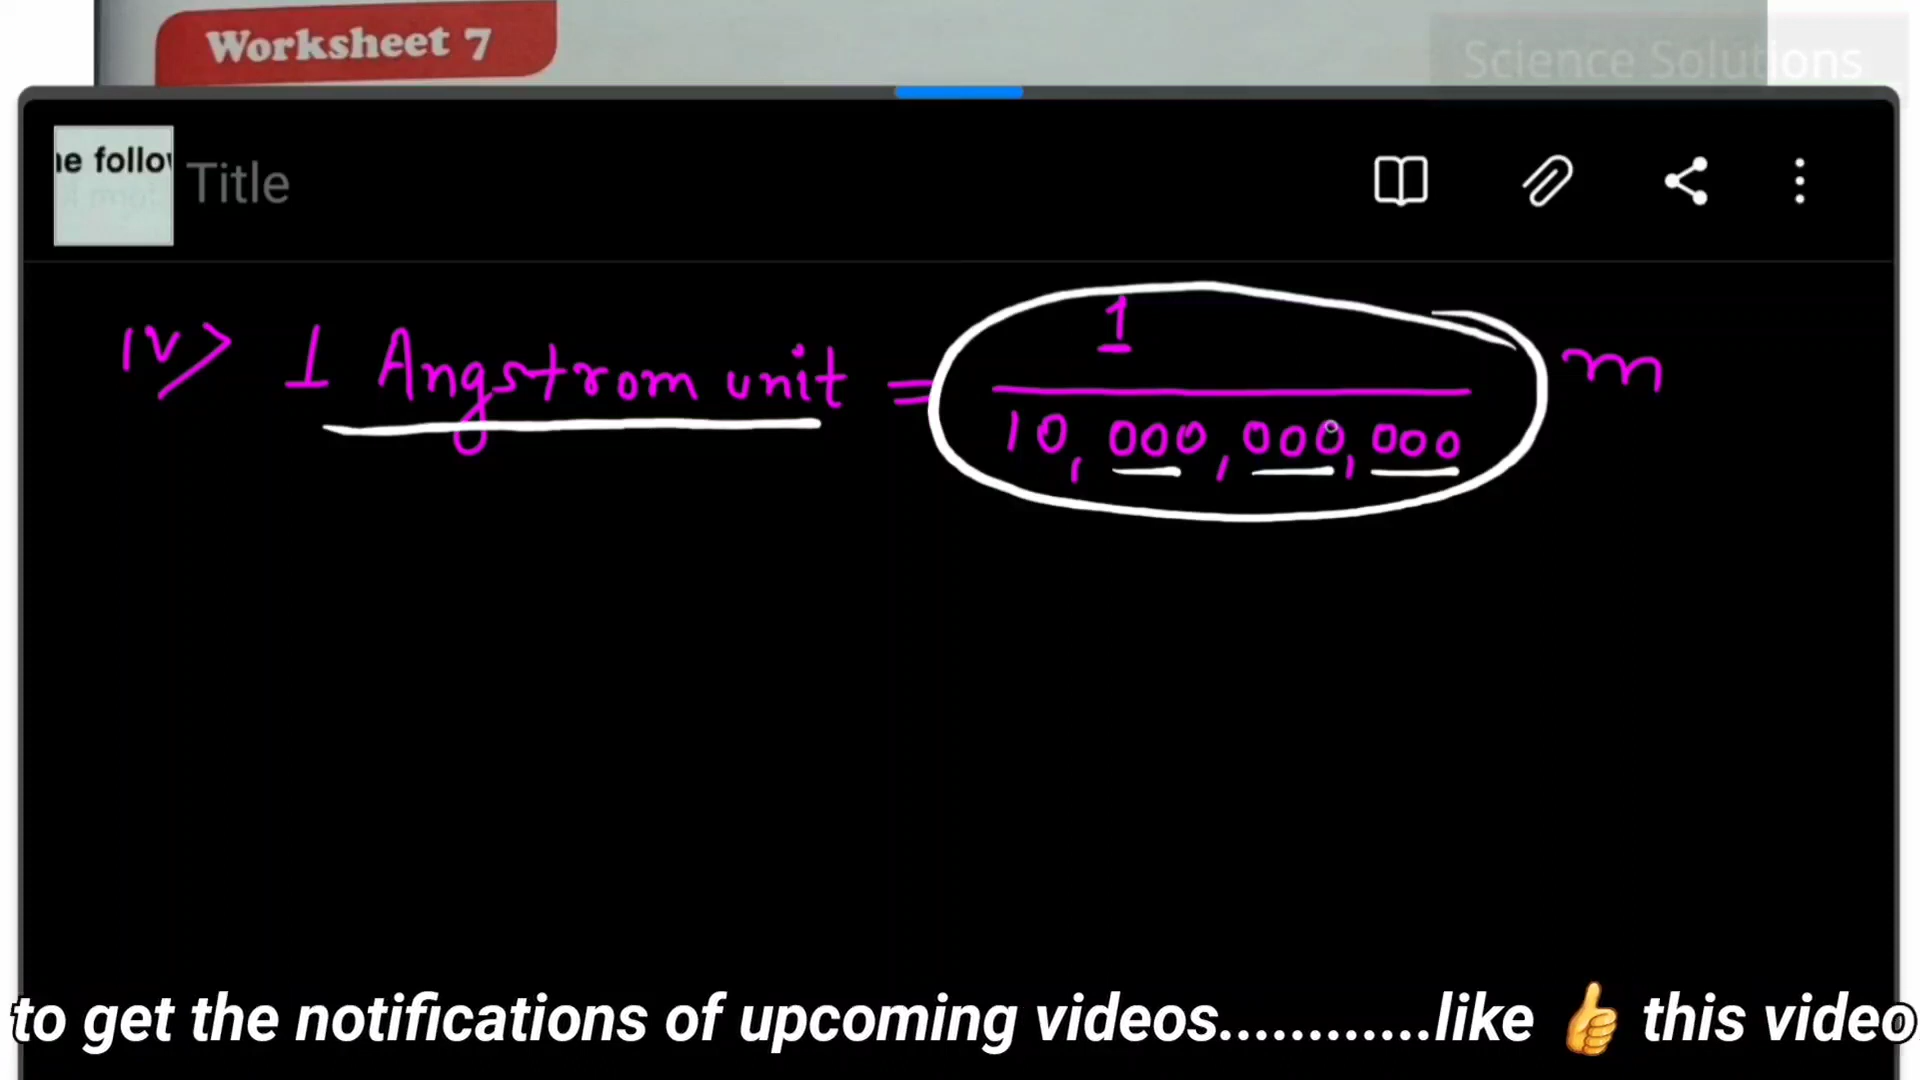 Worksheet 7
Science Solutions
he follow
Title
iv> 1 Angstrom unit = 1 / 10,000,000,000 m
to get the notifications of upcoming videos............like 👍 this video